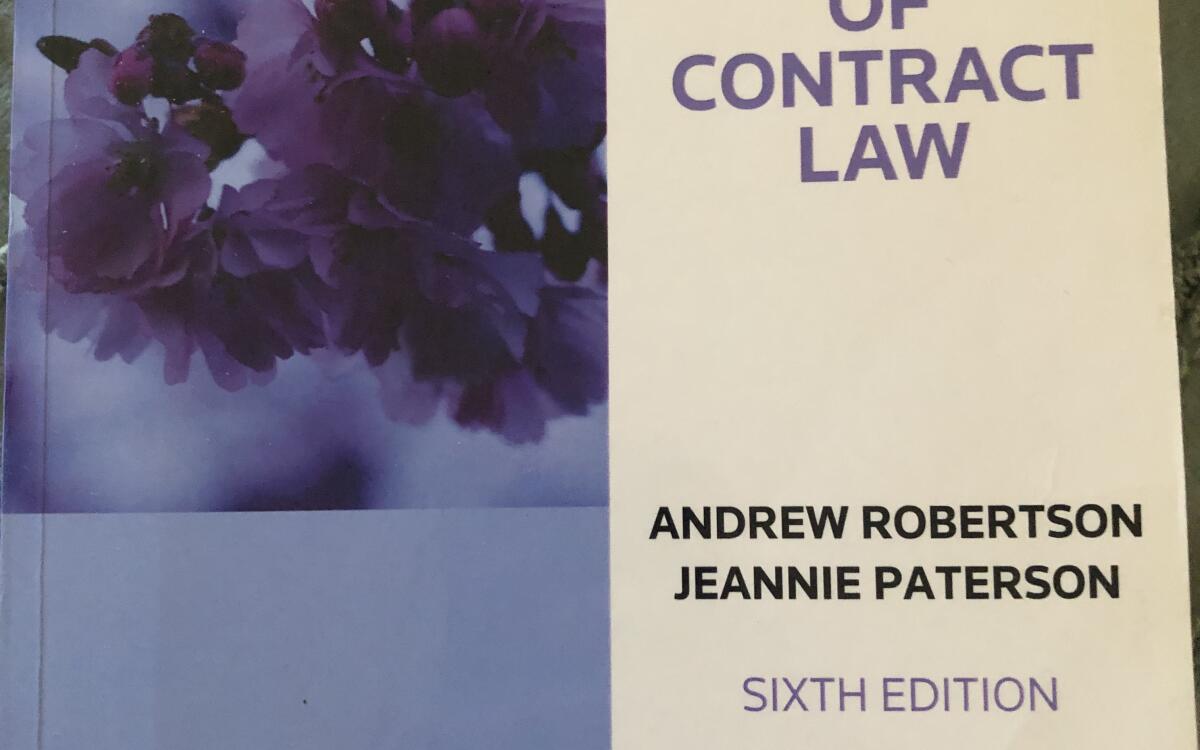 OF
CONTRACT
LAW
ANDREW ROBERTSON
JEANNIE PATERSON
SIXTH EDITION